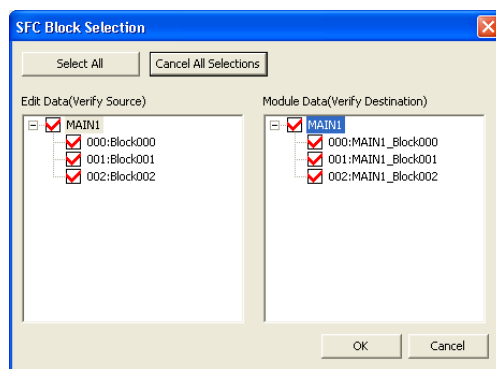 SFC Block Selection
Select All Cancel All Selections
Edit Data(Verify Source) Module Data(Verify Destination)
MAIN1 MAIN1
000:Block000 000:MAIN1_Block000
001:Block001 001:MAIN1_Block001
002:Block002 002:MAIN1_Block002
OK Cancel